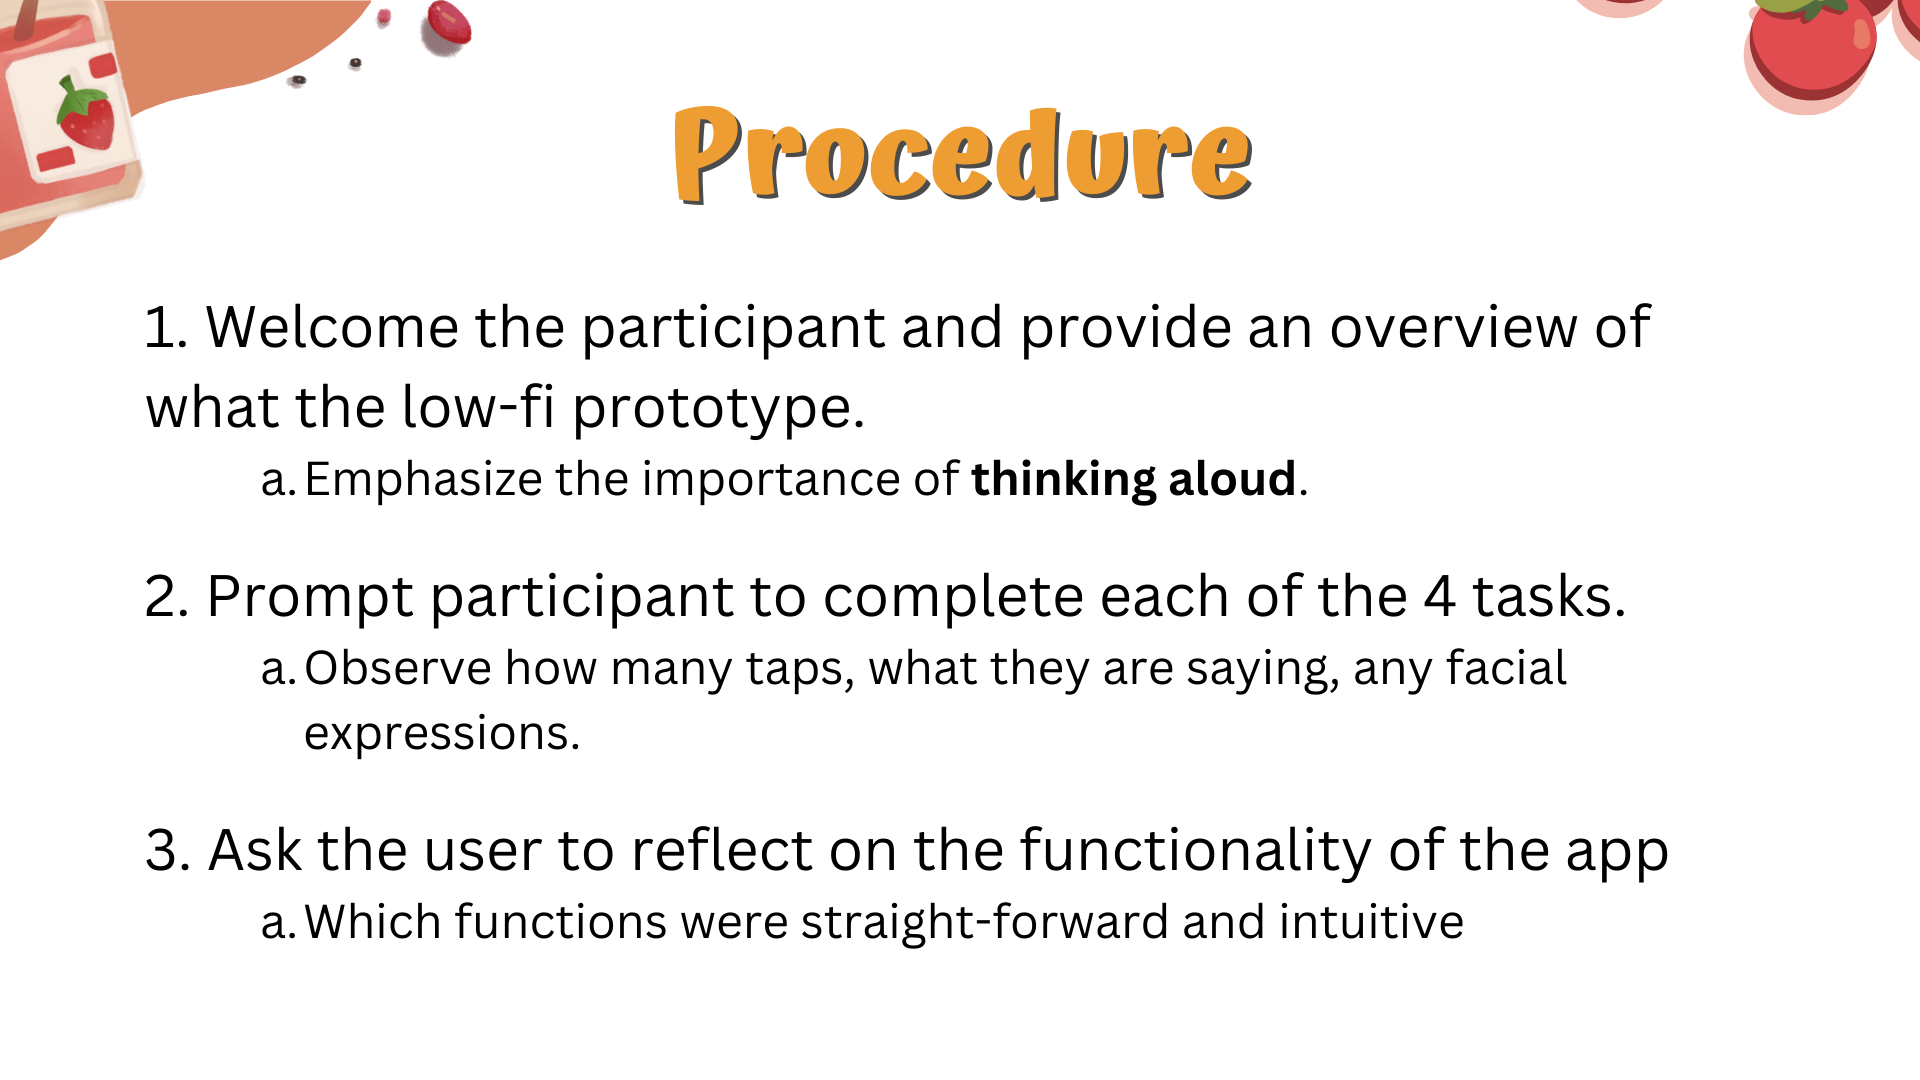 Procedure
1. Welcome the participant and provide an overview of
what the low-fi prototype.
a. Emphasize the importance of thinking aloud.
2. Prompt participant to complete each of the 4 tasks.
a. Observe how many taps, what they are saying, any facial
expressions.
3. Ask the user to reflect on the functionality of the app
a. Which functions were straight-forward and intuitive